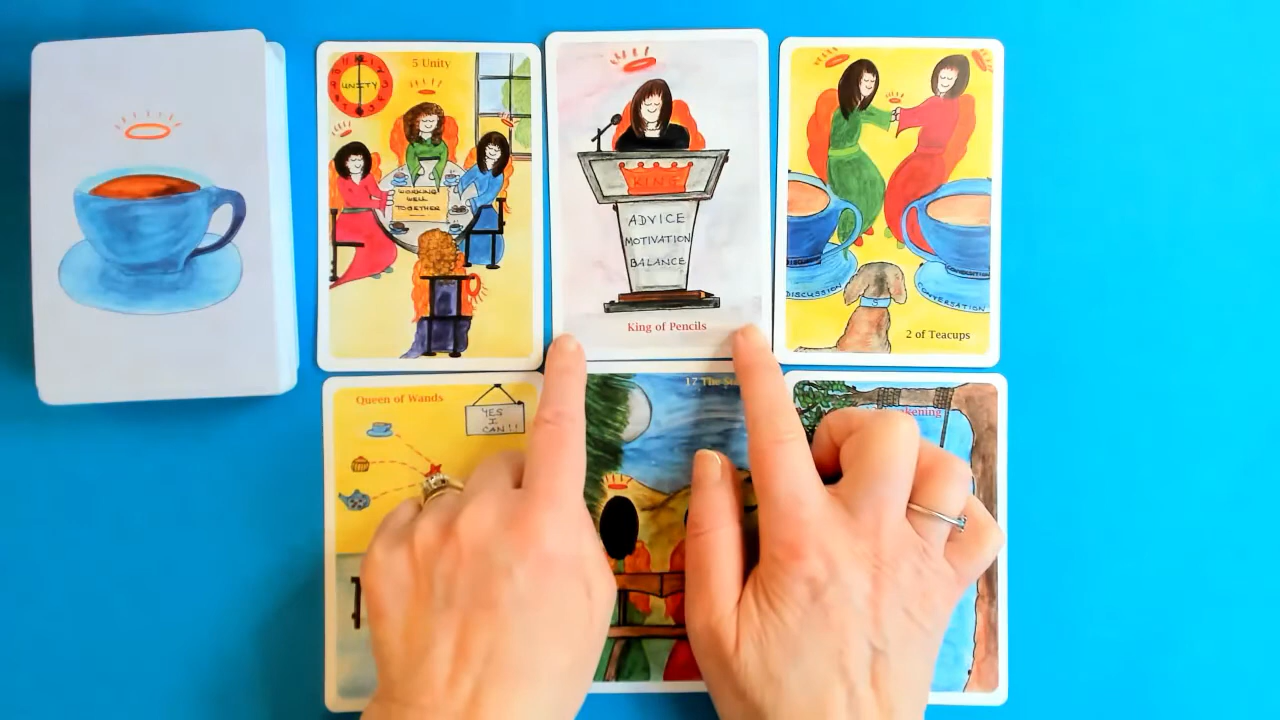 5 Unity
UNITY
WORKING
WELL
TOGETHER
KING
ADVICE
MOTIVATION
BALANCE
King of Pencils
DISCUSSION
CONVERSATION
S
2 of Teacups
Queen of Wands
YES
I
CAN!!
17 The